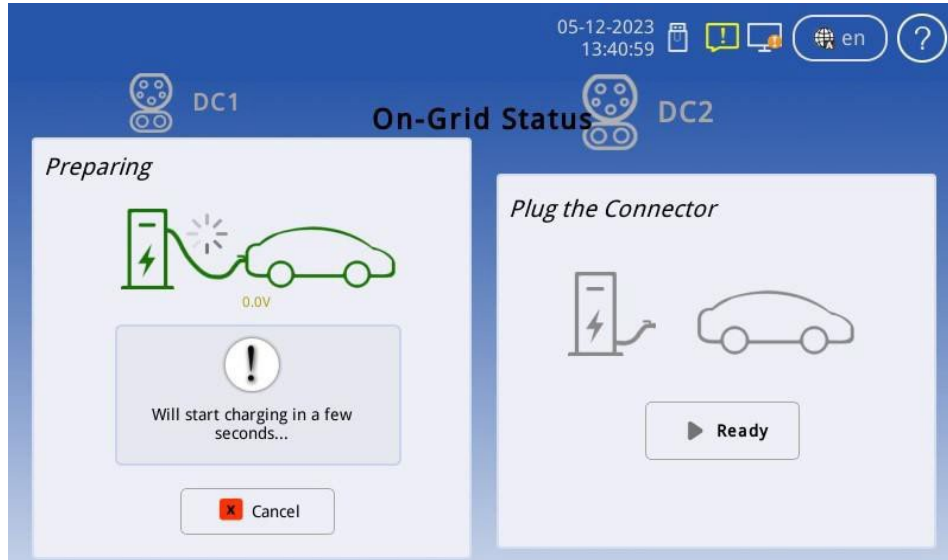 05-12-2023
13:40:59
en
?
DC1
On-Grid Status
DC2
Preparing
0.0V
!
Will start charging in a few
seconds...
x Cancel
Plug the Connector
Ready